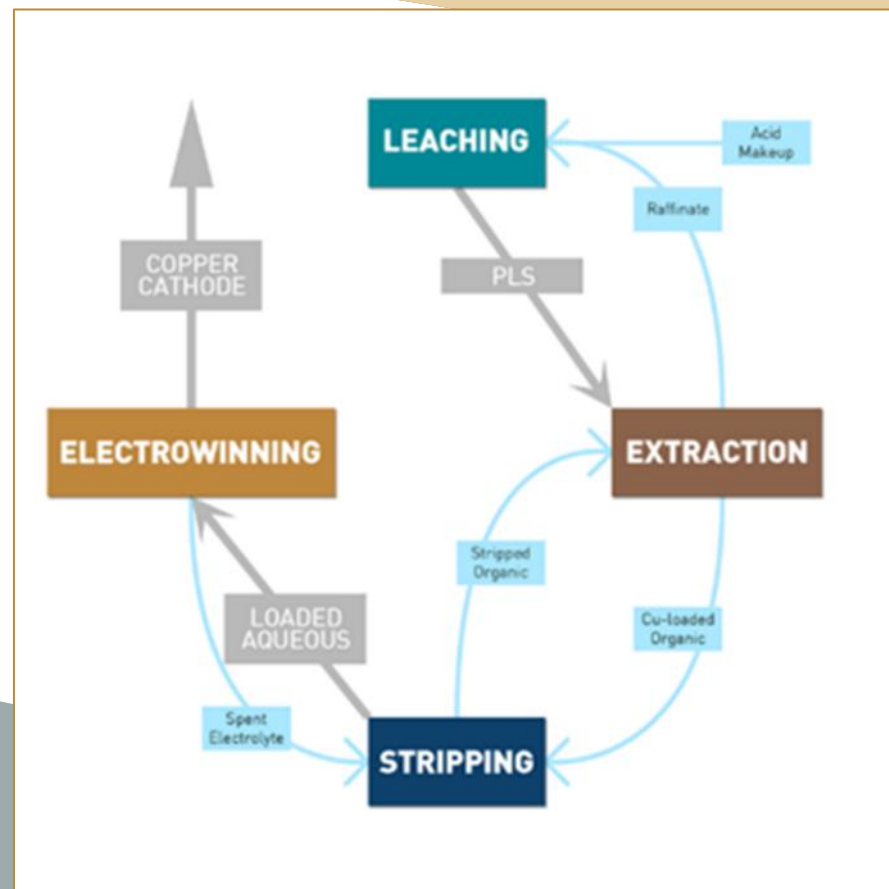 LEACHING
Acid
Makeup
Raffinate
COPPER
CATHODE
PLS
ELECTROWINNING
EXTRACTION
Stripped
Organic
LOADED
AQUEOUS
Cu-loaded
Organic
Spent
Electrolyte
STRIPPING